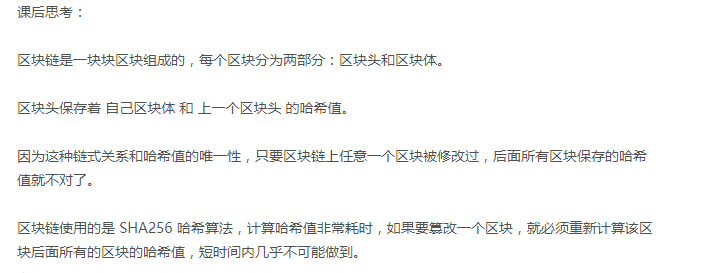 课后思考：
区块链是一块块区块组成的，每个区块分为两部分：区块头和区块体。
区块头保存着 自己区块体 和 上一个区块头 的哈希值。
因为这种链式关系和哈希值的唯一性，只要区块链上任意一个区块被修改过，后面所有区块保存的哈希
值就不对了。
区块链使用的是 SHA256 哈希算法，计算哈希值非常耗时，如果要篡改一个区块，就必须重新计算该区
块后面所有的区块的哈希值，短时间内几乎不可能做到。